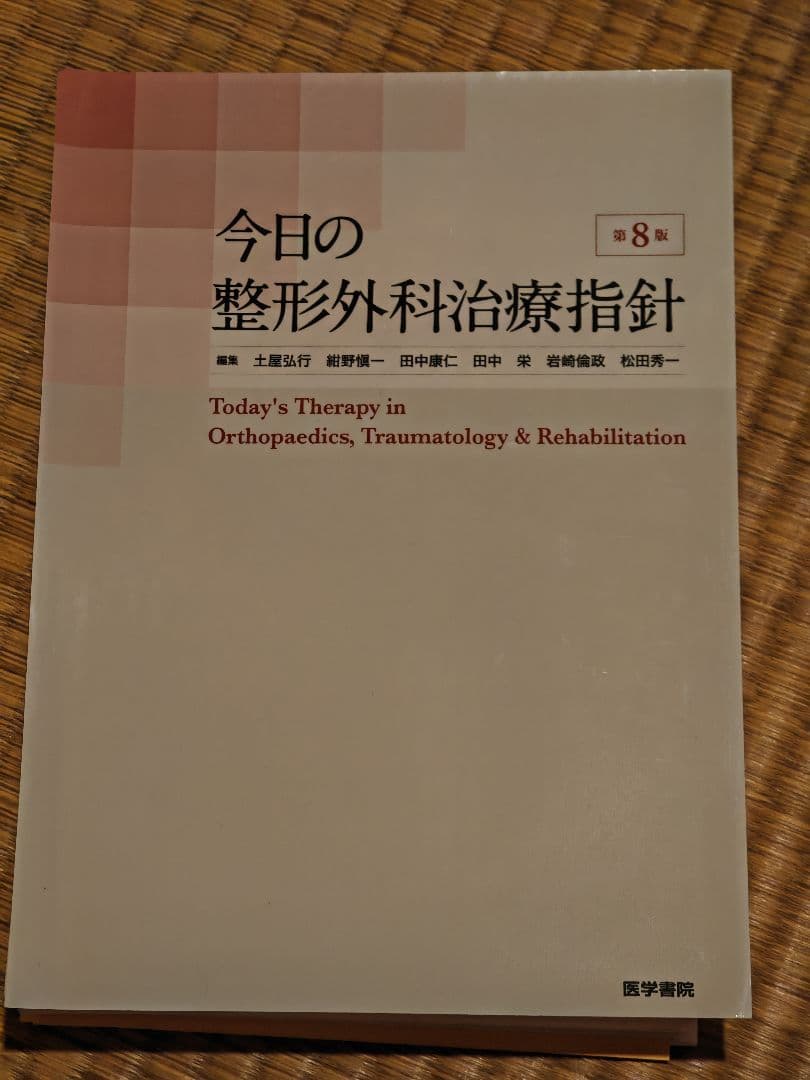 今日の
第8版
整形外科治療指針
編集 土屋弘行 紺野愼一 田中康仁 田中 栄 岩崎倫政 松田秀一
Today's Therapy in
Orthopaedics, Traumatology & Rehabilitation
医学書院